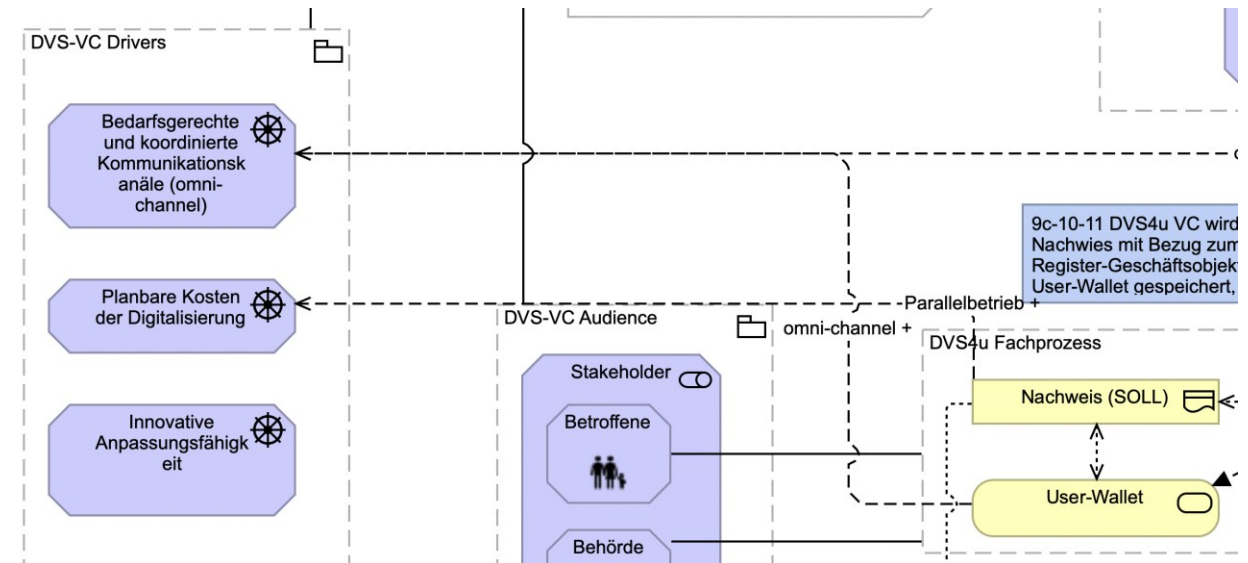 DVS-VC Drivers
Bedarfsgerechte
und koordinierte
Kommunikationsk
anäle (omni-
channel)
Planbare Kosten
der Digitalisierung
Innovative
Anpassungsfähigk
eit
9c-10-11 DVS4u VC wird
Nachwies mit Bezug zum
Register-Geschäftsobjek
User-Wallet gespeichert,
Parallelbetrieb +
omni-channel +
DVS-VC Audience
Stakeholder
Betroffene
Behörde
DVS4u Fachprozess
Nachweis (SOLL)
User-Wallet